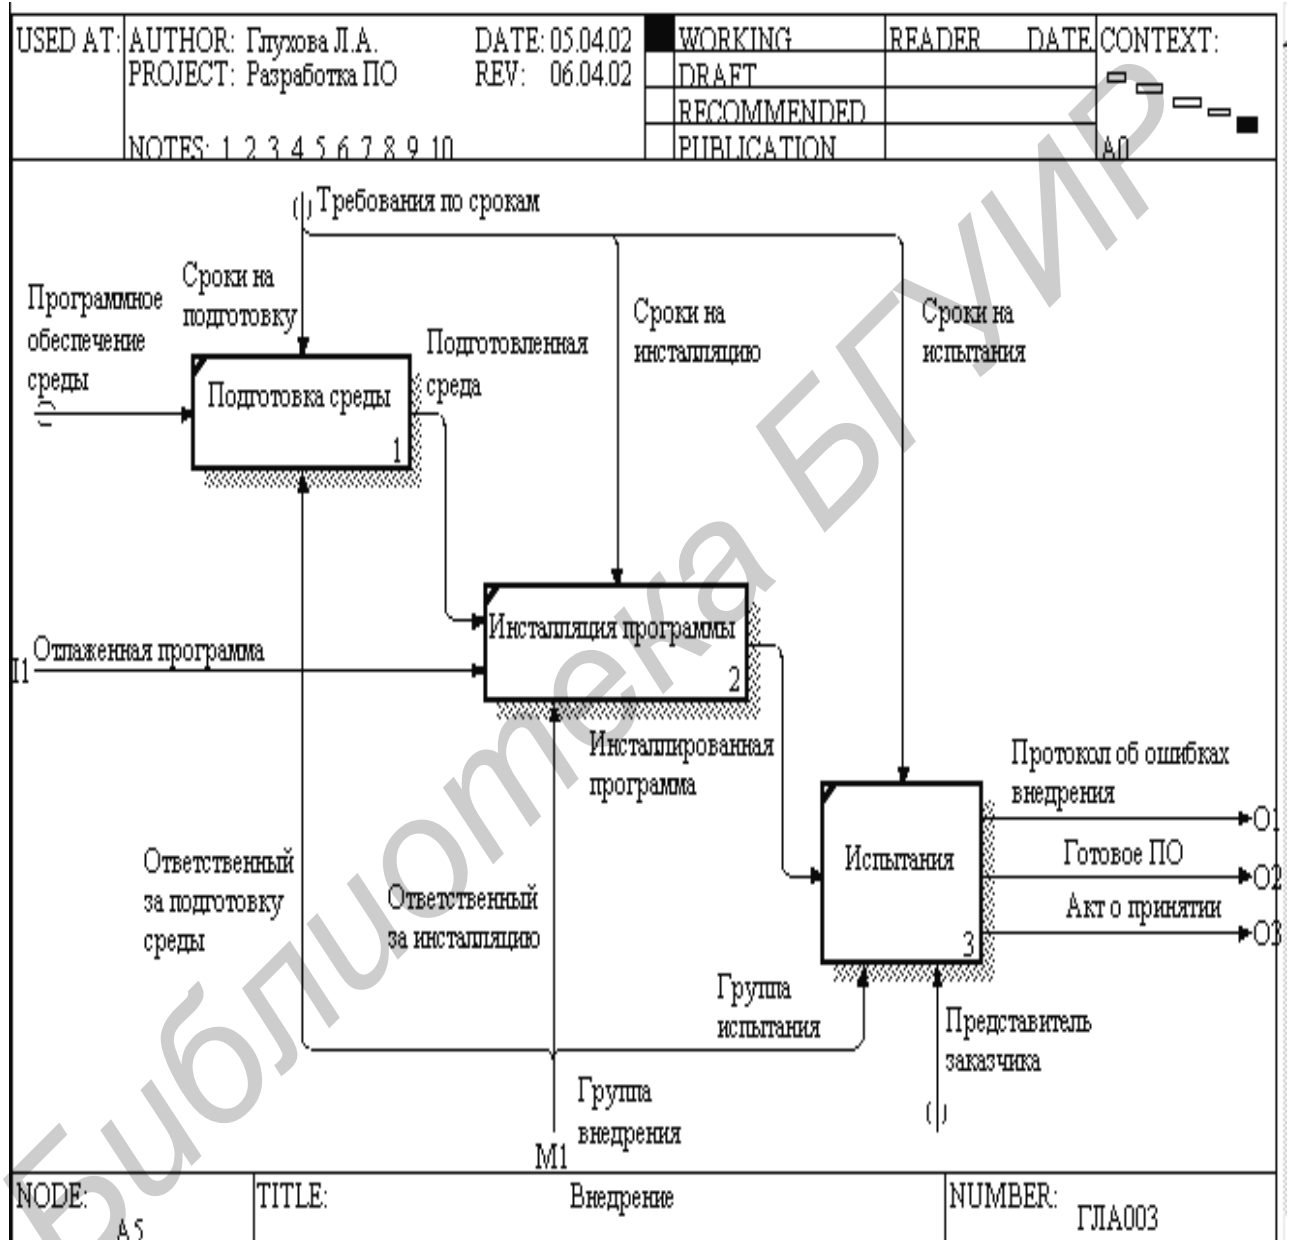 USED AT:
AUTHOR: Глухова Л.А.
DATE: 05.04.02
PROJECT: Разработка ПО
REV: 06.04.02
NOTES: 1 2 3 4 5 6 7 8 9 10
WORKING
DRAFT
RECOMMENDED
PUBLICATION
READER DATE
CONTEXT:
A0
Требования по срокам
Программное
обеспечение
среды
Сроки на
подготовку
Подготовка среды
1
Подготовленная
среда
Сроки на
инсталляцию
Сроки на
испытания
I1
Отлаженная программа
Инсталляция программы
2
Инсталлированная
программа
Протокол об ошибках
внедрения
O1
Испытания
3
Готовое ПО
O2
Акт о принятии
O3
Ответственный
за подготовку
среды
Ответственный
за инсталляцию
Группа
испытания
Представитель
заказчика
Группа
внедрения
M1
NODE:
A5
TITLE:
Внедрение
NUMBER:
ГЛА003
Библиотека БГУИР